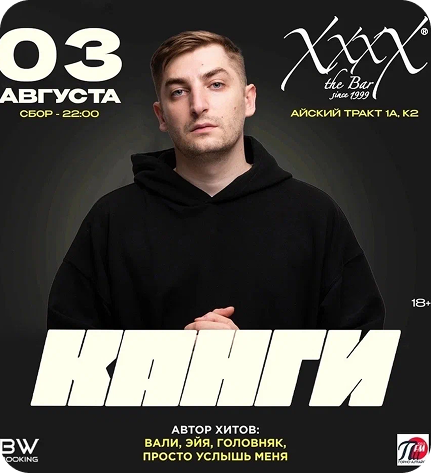 03
АВГУСТА
СБОР - 22:00
XxxX®
the Bar
since 1999
АЙСКИЙ ТРАКТ 1А, К2
18+
КАНГИ
АВТОР ХИТОВ:
ВАЛИ, ЭЙЯ, ГОЛОВНЯК,
ПРОСТО УСЛЫШЬ МЕНЯ
BW
BOOKING
FM